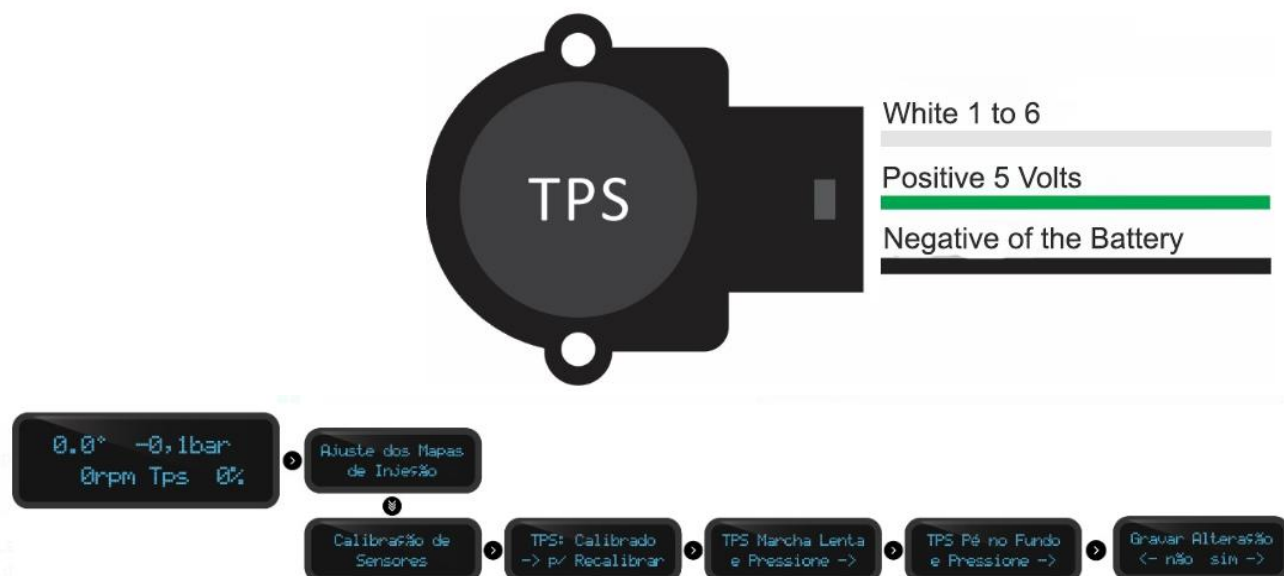 TPS
White 1 to 6
Positive 5 Volts
Negative of the Battery
0.0° -0,1bar
0rpm Tps 0%
Ajuste dos Mapas
de Injeção
Calibração de
Sensores
TPS: Calibrado
-> p/ Recalibrar
TPS Marcha Lenta
e Pressione ->
TPS Pé no Fundo
e Pressione ->
Gravar Alteração
<- não sim ->